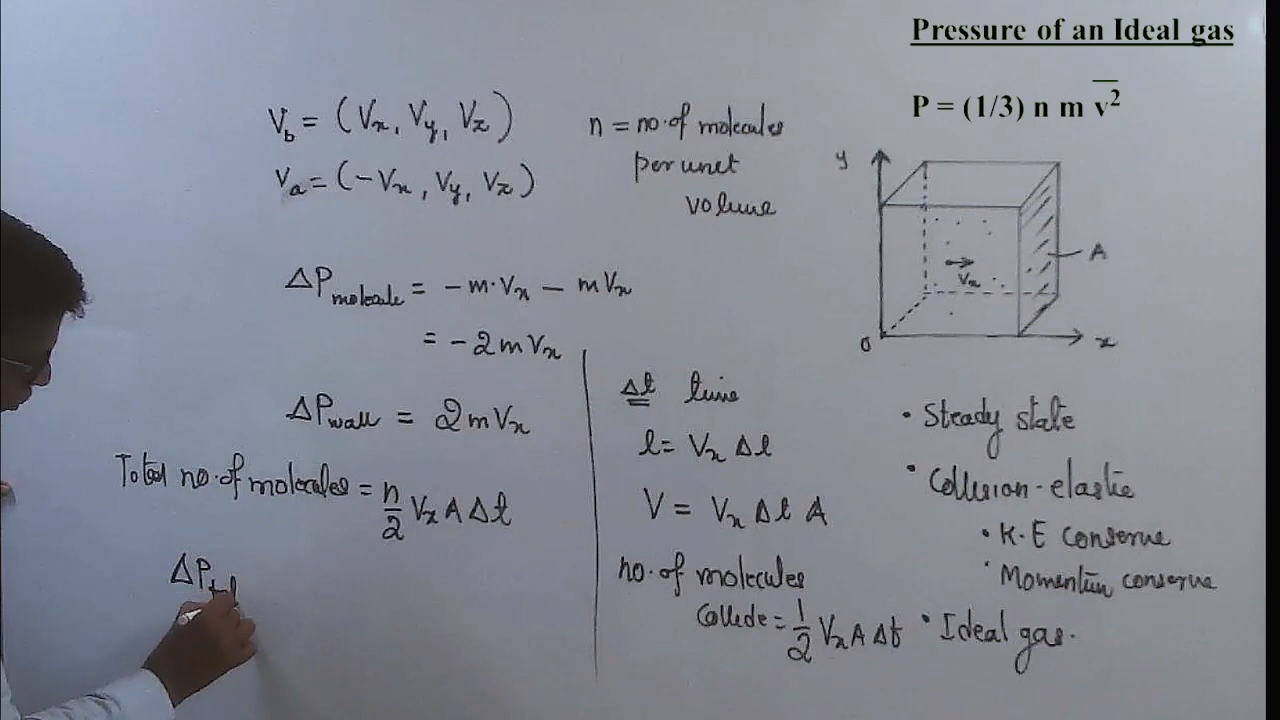 Pressure of an Ideal gas
P = (1/3) n m v²
V_b = (V_x, V_y, V_z)
V_a = (-V_x, V_y, V_z)
n = no. of molecules
per unit
volume
ΔP_molecule = -m·V_x - mV_x
= -2mV_x
ΔP_wall = 2mV_x
Total no. of molecules = n/2 V_x A Δt
ΔP_t
Δt time
l = V_x Δt
V = V_x Δt A
no. of molecules
Collide = 1/2 V_x A Δt
y
A
V_x
O
x
• Steady state
• Collision - elastic
• K.E conserve
• Momentum conserve
• Ideal gas.